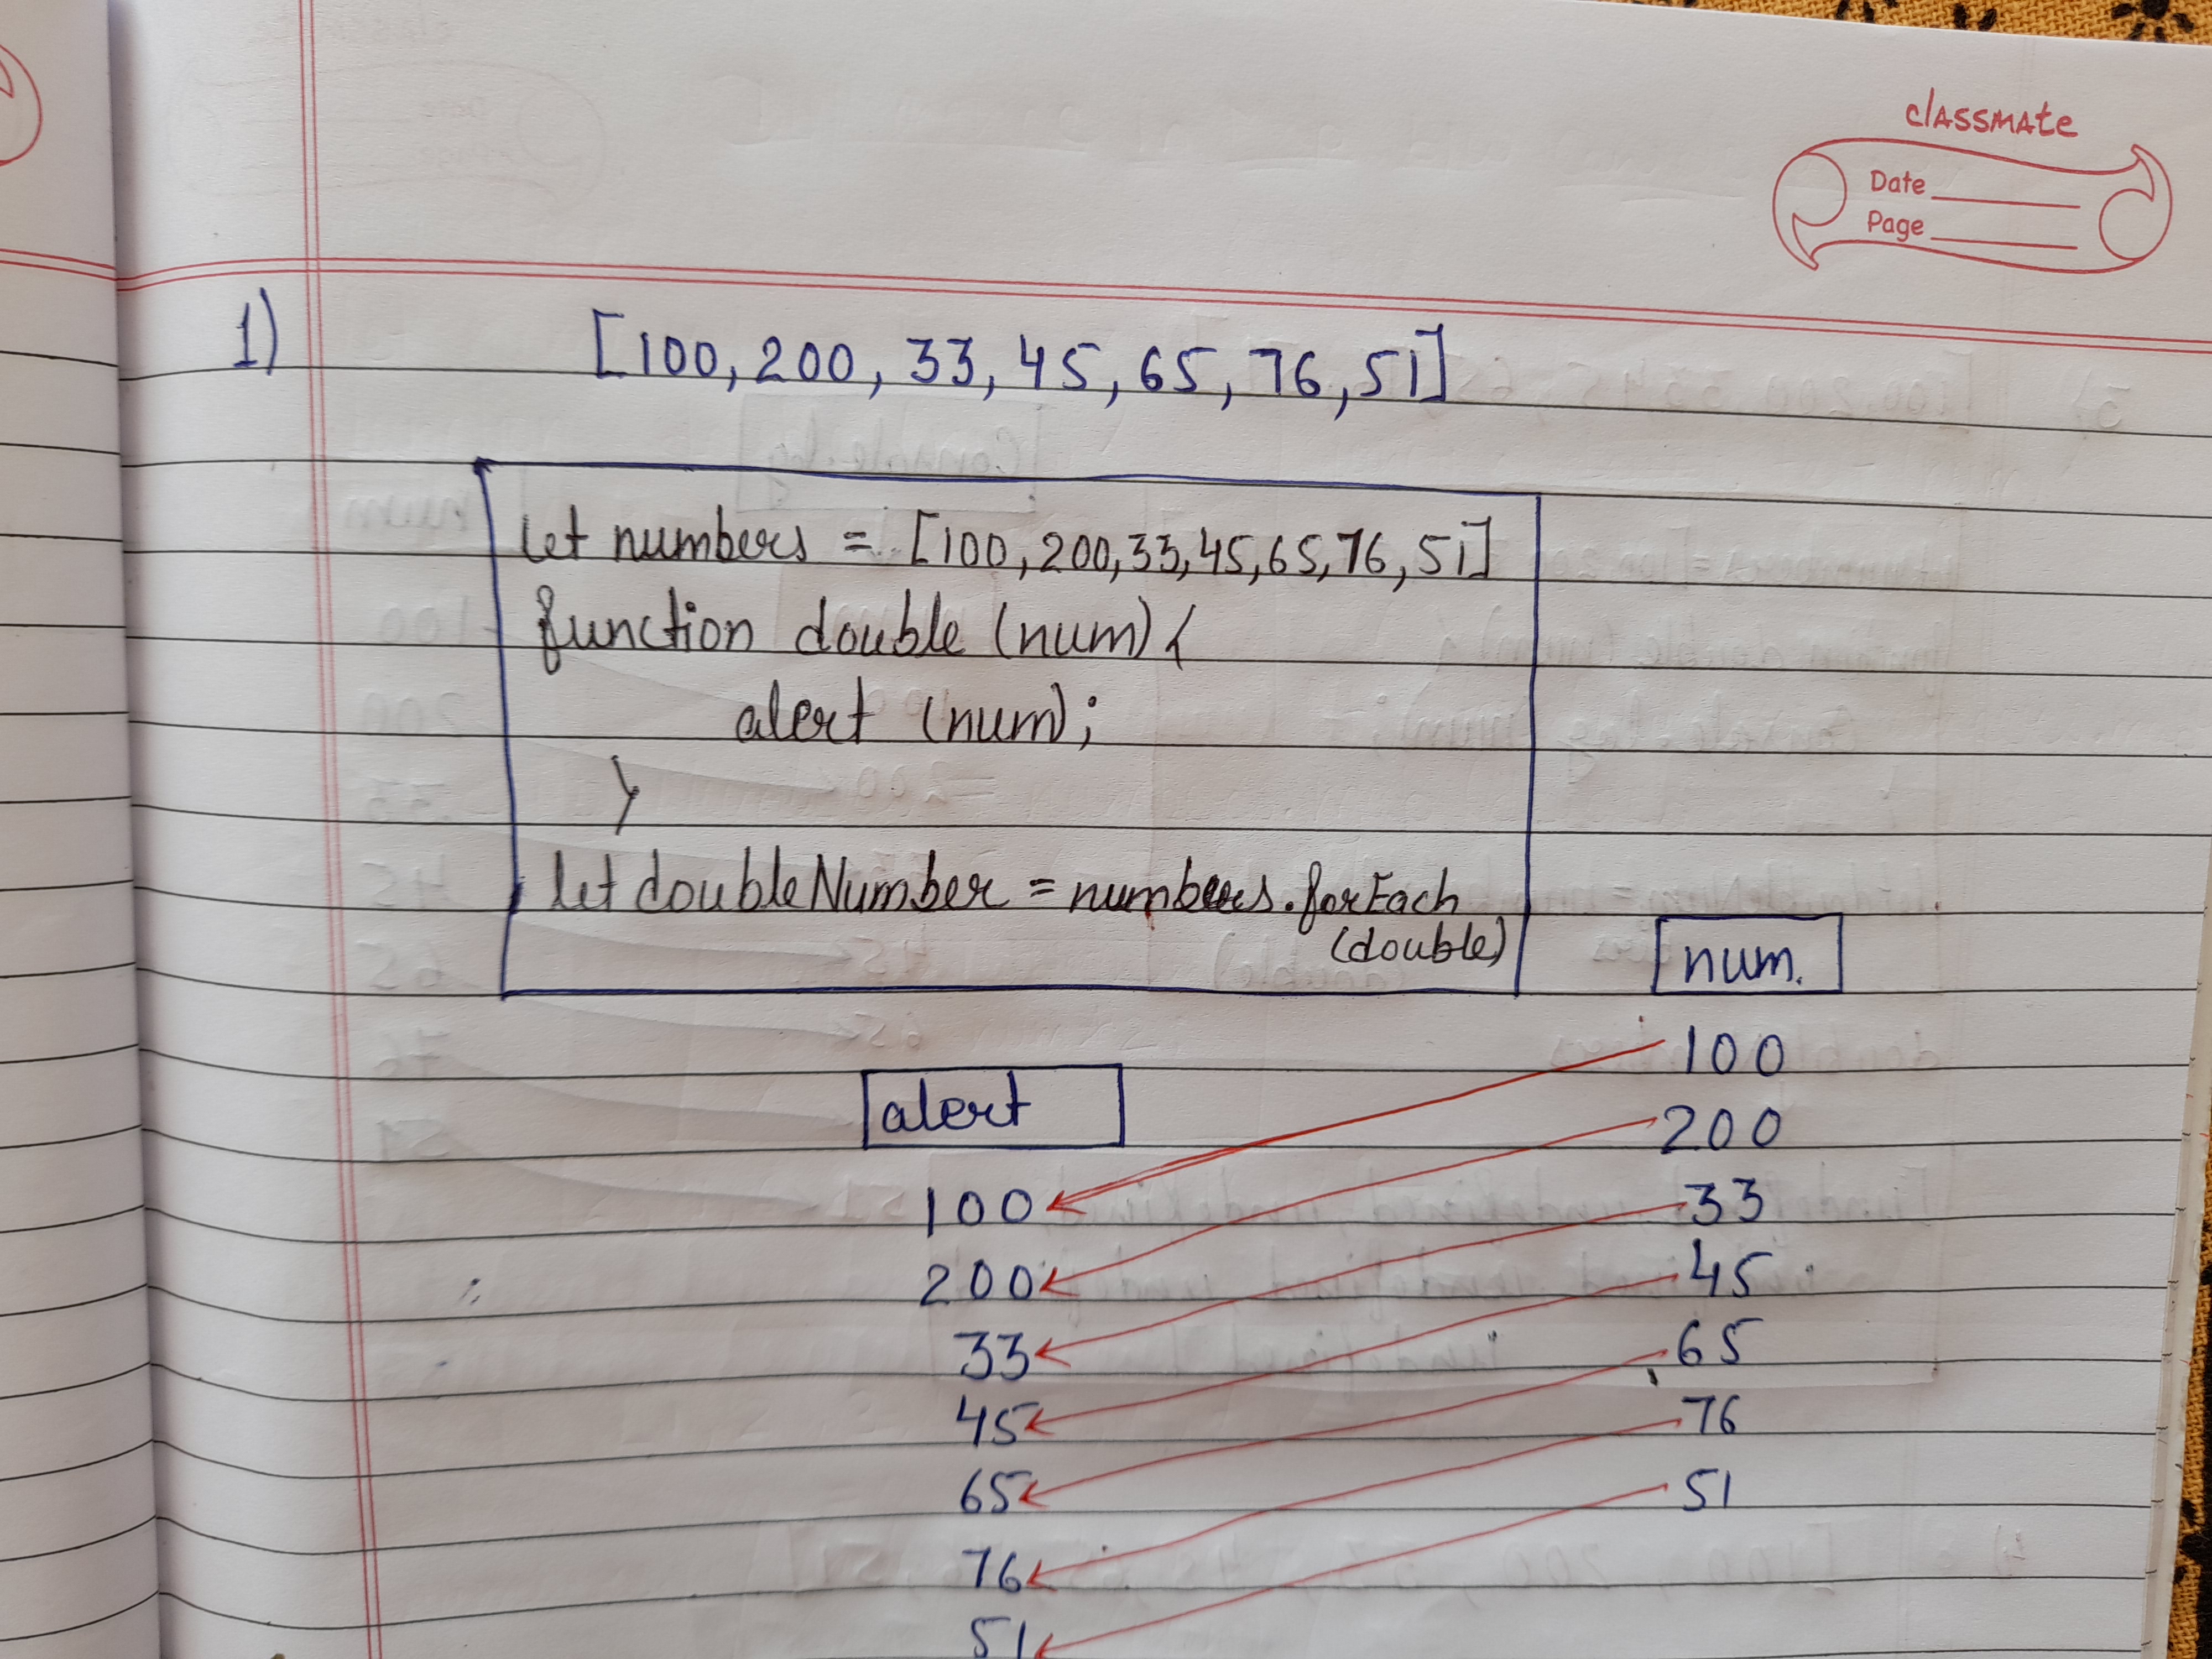 classmate
Date
Page
1) [100, 200, 33, 45, 65, 76, 51]
let numbers = [100, 200, 33, 45, 65, 76, 51]
function double (num) {
alert (num);
}
let doubleNumber = numbers.forEach
(double)
num.
alert
100
200
33
45
65
76
51
100
200
33
45
65
76
51